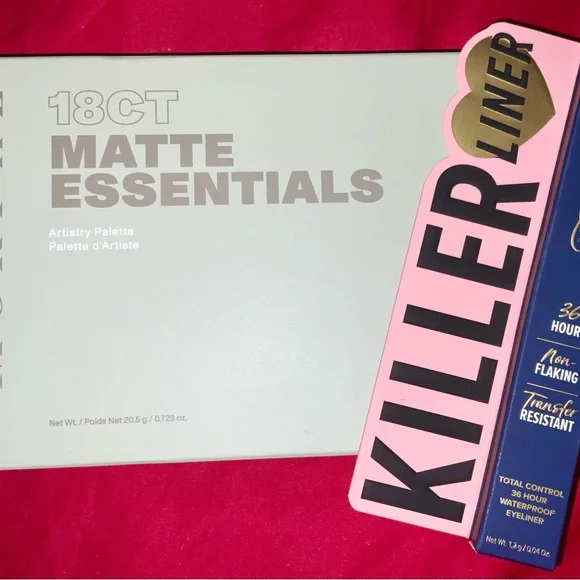 18CT
MATTE
ESSENTIALS
Artistry Palette
Palette d'Artiste
Net Wt. / Poids Net 20.5 g / 0.723 oz.
KILLER
LINER
36
HOUR
Non-
FLAKING
Transfer
RESISTANT
TOTAL CONTROL
36 HOUR
WATERPROOF
EYELINER
Net Wt. 1.2g / 0.04 Oz.